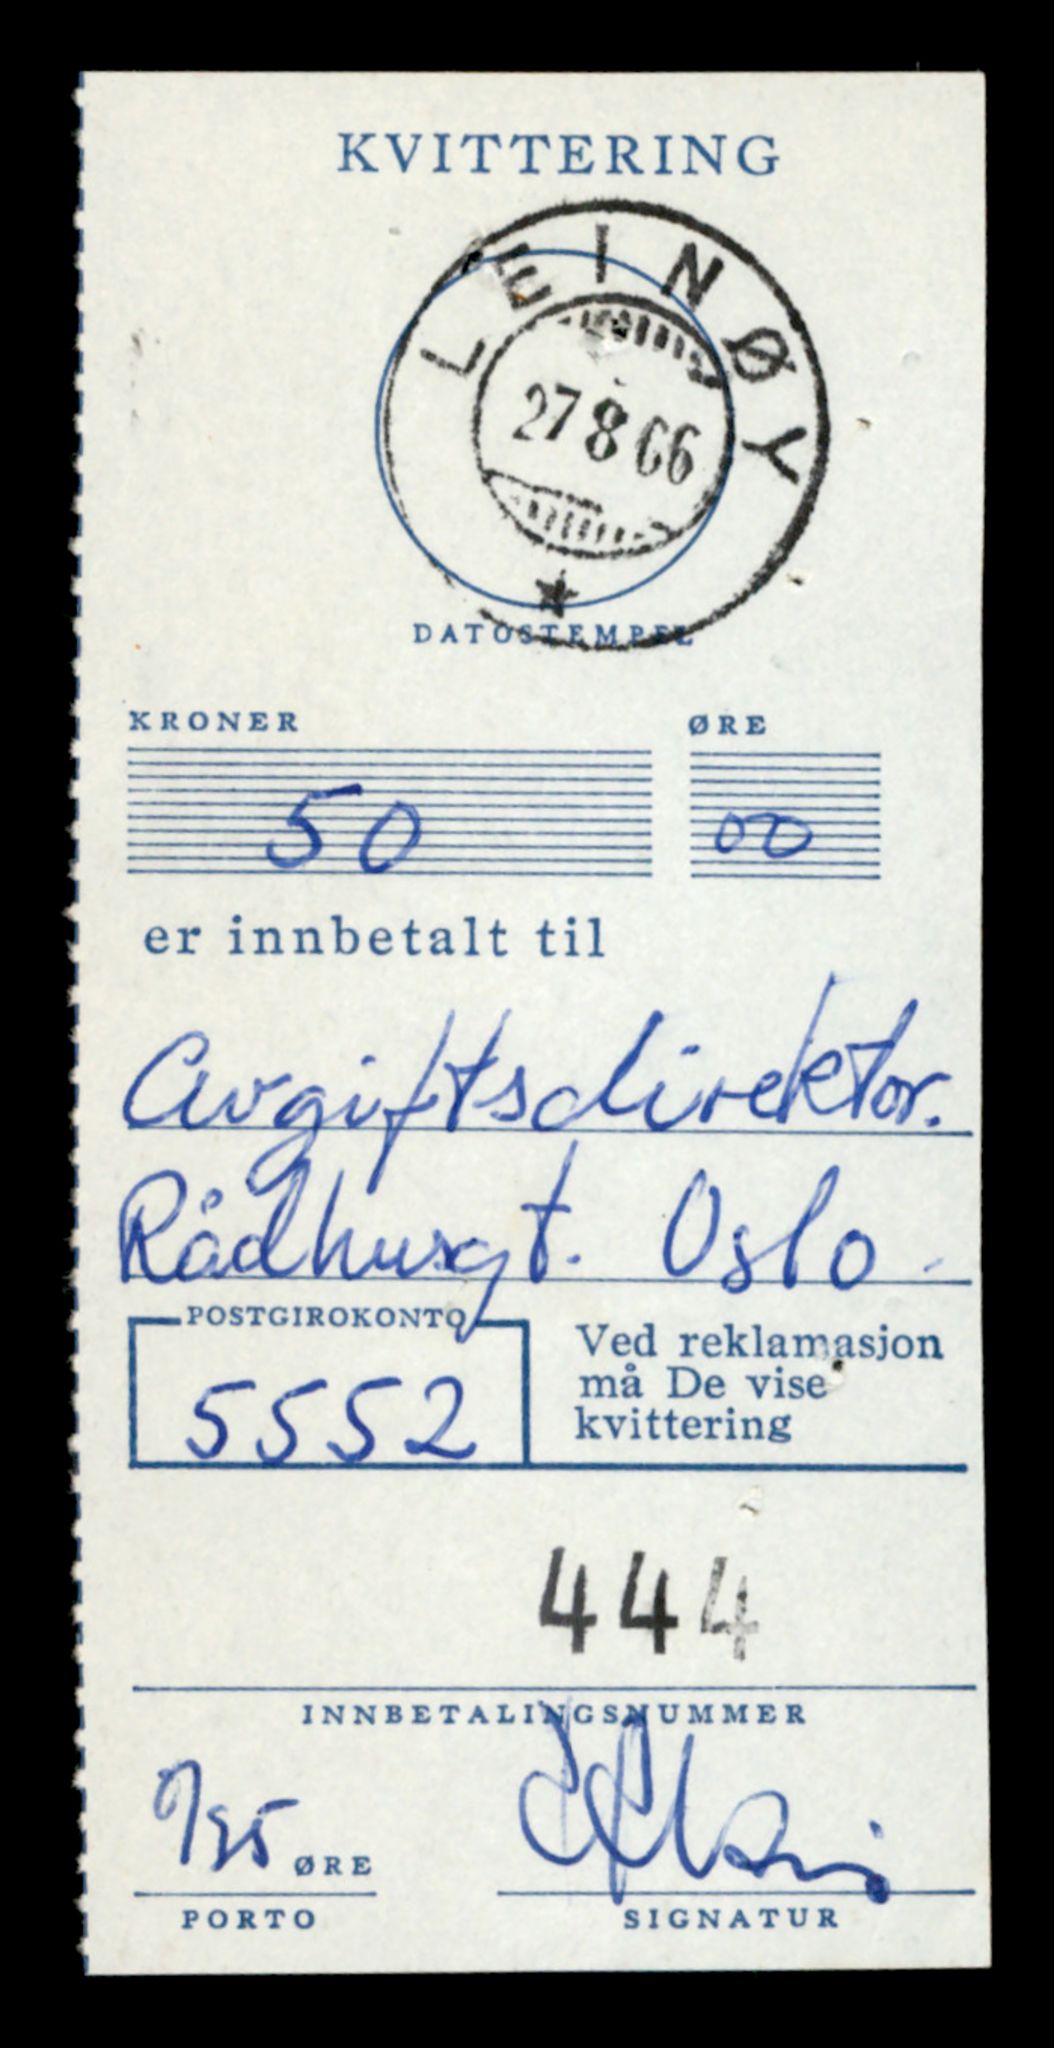 KVITTERING
LEINØY
27 8 66
DATOSTEMPEL
KRONER ØRE
50 00
er innbetalt til
Avgiftsdirektor.
Rådhusgt. Oslo.
POSTGIROKONTO
5552
Ved reklamasjon
må De vise
kvittering
444
INNBETALINGSNUMMER
ØRE
PORTO SIGNATUR